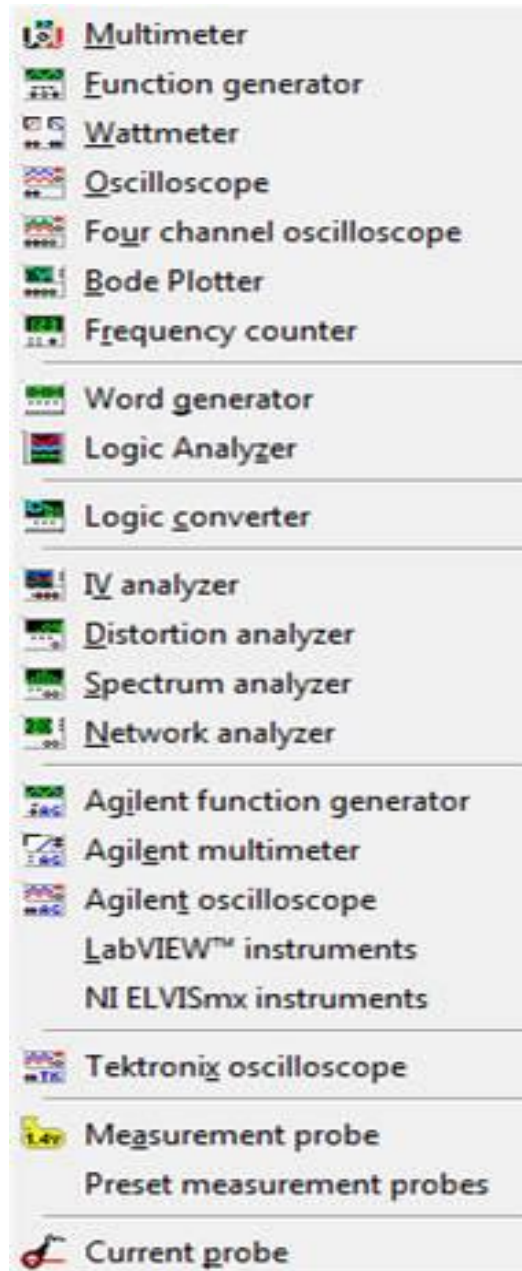 Multimeter
Function generator
Wattmeter
Oscilloscope
Four channel oscilloscope
Bode Plotter
Frequency counter
Word generator
Logic Analyzer
Logic converter
IV analyzer
Distortion analyzer
Spectrum analyzer
Network analyzer
Agilent function generator
Agilent multimeter
Agilent oscilloscope
LabVIEW™ instruments
NI ELVISmx instruments
Tektronix oscilloscope
1.4v Measurement probe
Preset measurement probes
Current probe